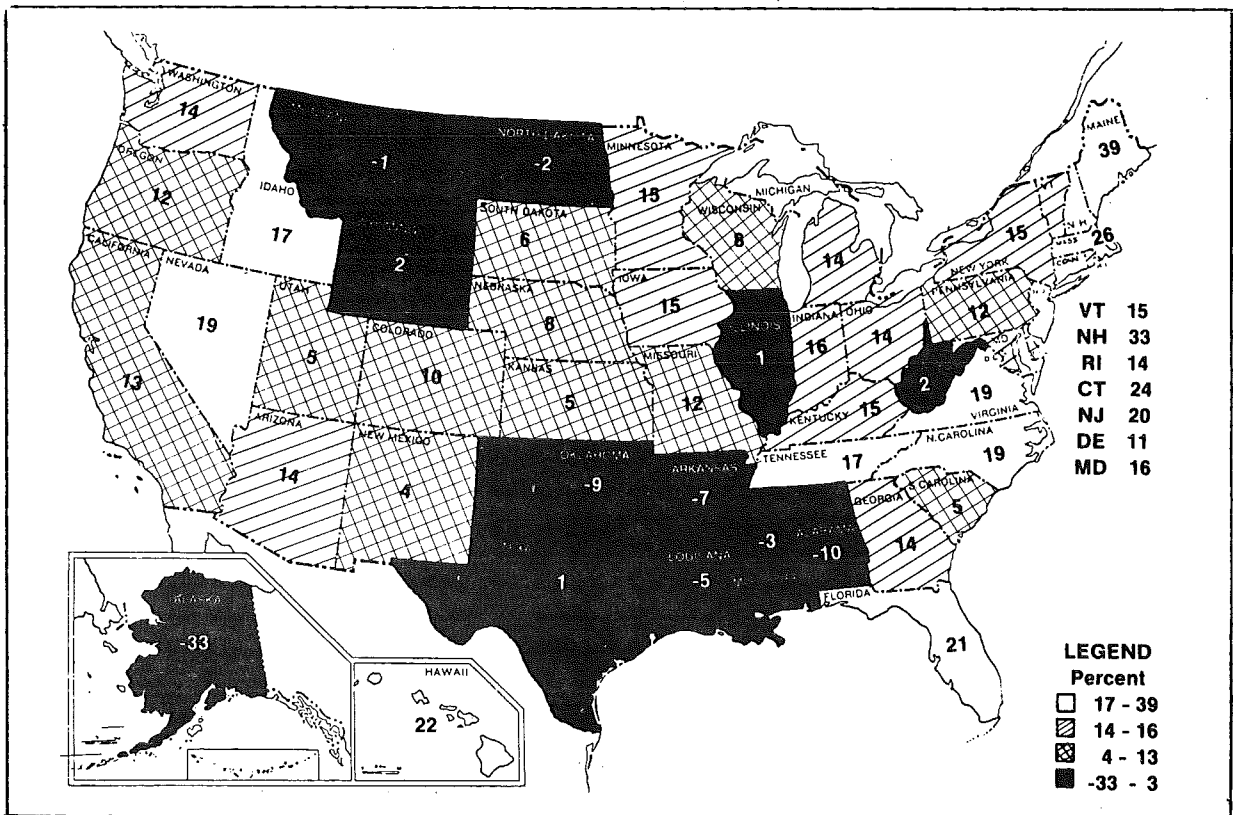 WASHINGTON
14
MAINE
39
NORTH DAKOTA
-1
-2
MINNESOTA
OREGON
12
IDAHO
17
15
MICHIGAN
WISCONSIN
8
14
VT
N.H.
15
NEW YORK
MASS
26
CONN
SOUTH DAKOTA
6
2
CALIFORNIA
NEVADA
19
IOWA
15
PENNSYLVANIA
12
UTAH
5
NEBRASKA
8
ILLINOIS
1
INDIANA
16
OHIO
14
VT 15
NH 33
RI 14
CT 24
NJ 20
DE 11
MD 16
COLORADO
10
KANSAS
5
MISSOURI
12
2
19
VIRGINIA
13
KENTUCKY
15
ARIZONA
14
NEW MEXICO
4
OKLAHOMA
-9
ARKANSAS
-7
TENNESSEE
17
N. CAROLINA
19
S. CAROLINA
5
GEORGIA
14
1
LOUISIANA
-5
-3
ALABAMA
-10
FLORIDA
21
ALASKA
-33
HAWAII
22
LEGEND
Percent
17 - 39
14 - 16
4 - 13
-33 - 3